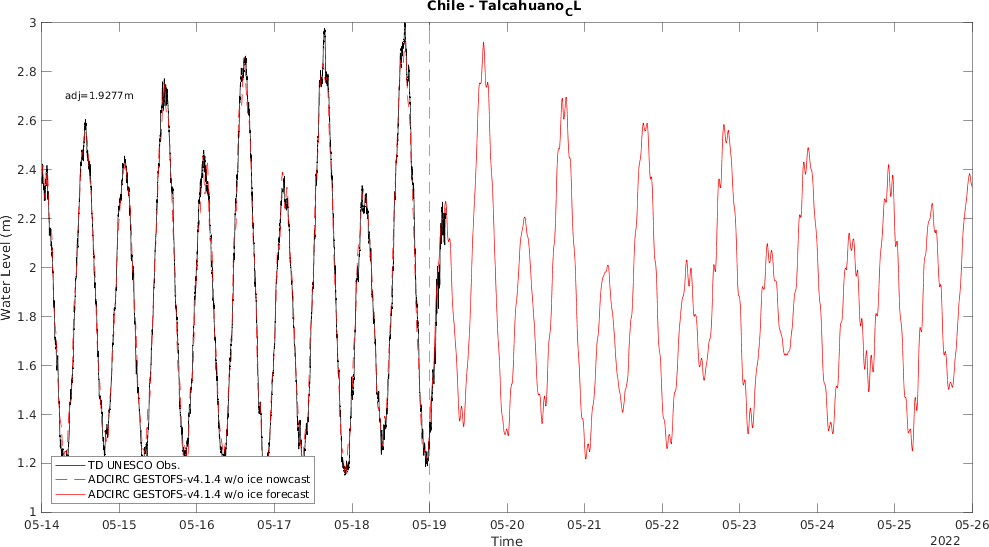 Chile - Talcahuano_CL
3
2.8
adj=1.9277m
2.6
2.4
2.2
2
1.8
1.6
1.4
1.2
1
Water Level (m)
TD UNESCO Obs.
ADCIRC GESTOFS-v4.1.4 w/o ice nowcast
ADCIRC GESTOFS-v4.1.4 w/o ice forecast
05-14 05-15 05-16 05-17 05-18 05-19 05-20 05-21 05-22 05-23 05-24 05-25 05-26
Time
2022